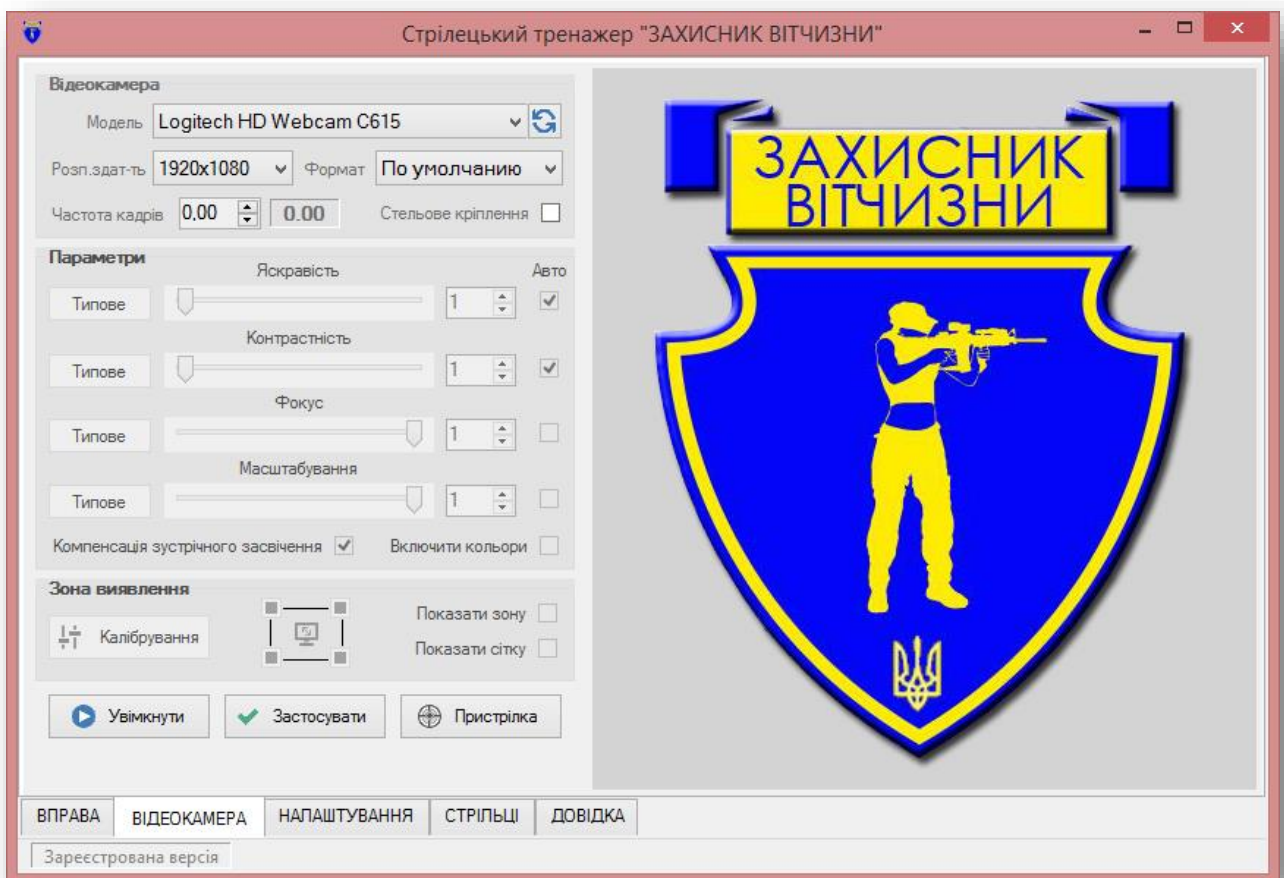 Стрілецький тренажер "ЗАХИСНИК ВІТЧИЗНИ"
Відеокамера
Модель Logitech HD Webcam C615
Розп.здат-ть 1920x1080 Формат По умолчанию
Частота кадрів 0,00 0.00 Стельове кріплення
Параметри
Яскравість Авто
Типове 1
Контрастність
Типове 1
Фокус
Типове 1
Масштабування
Типове 1
Компенсація зустрічного засвічення Включити кольори
Зона виявлення
Показати зону
Калібрування
Показати сітку
Увімкнути Застосувати Пристрілка
ЗАХИСНИК
ВІТЧИЗНИ
ВПРАВА ВІДЕОКАМЕРА НАЛАШТУВАННЯ СТРІЛЬЦІ ДОВІДКА
Зареєстрована версія